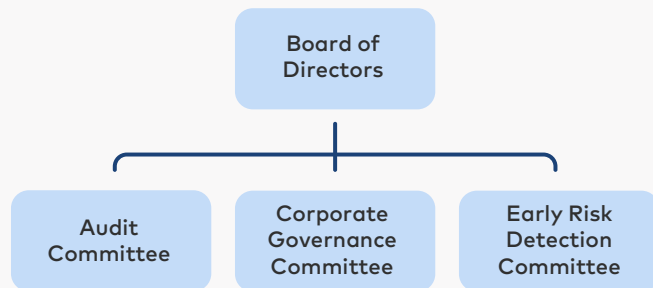 Board of
Directors
Audit
Committee
Corporate
Governance
Committee
Early Risk
Detection
Committee